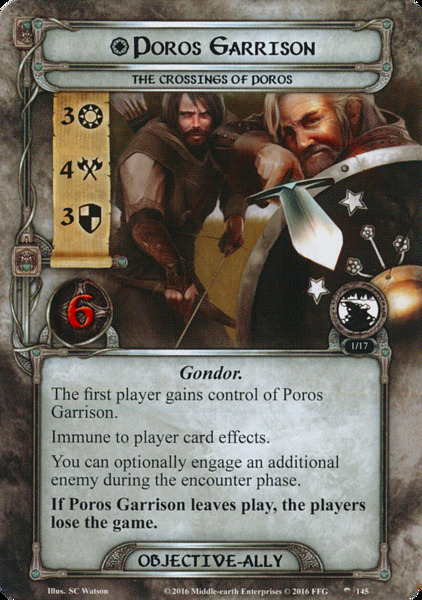 Poros Garrison
The Crossings of Poros
3
4
3
6
1/17
Gondor.
The first player gains control of Poros
Garrison.
Immune to player card effects.
You can optionally engage an additional
enemy during the encounter phase.
If Poros Garrison leaves play, the players
lose the game.
Objective-Ally
Illus. SC Watson
©2016 Middle-earth Enterprises © 2016 FFG
145